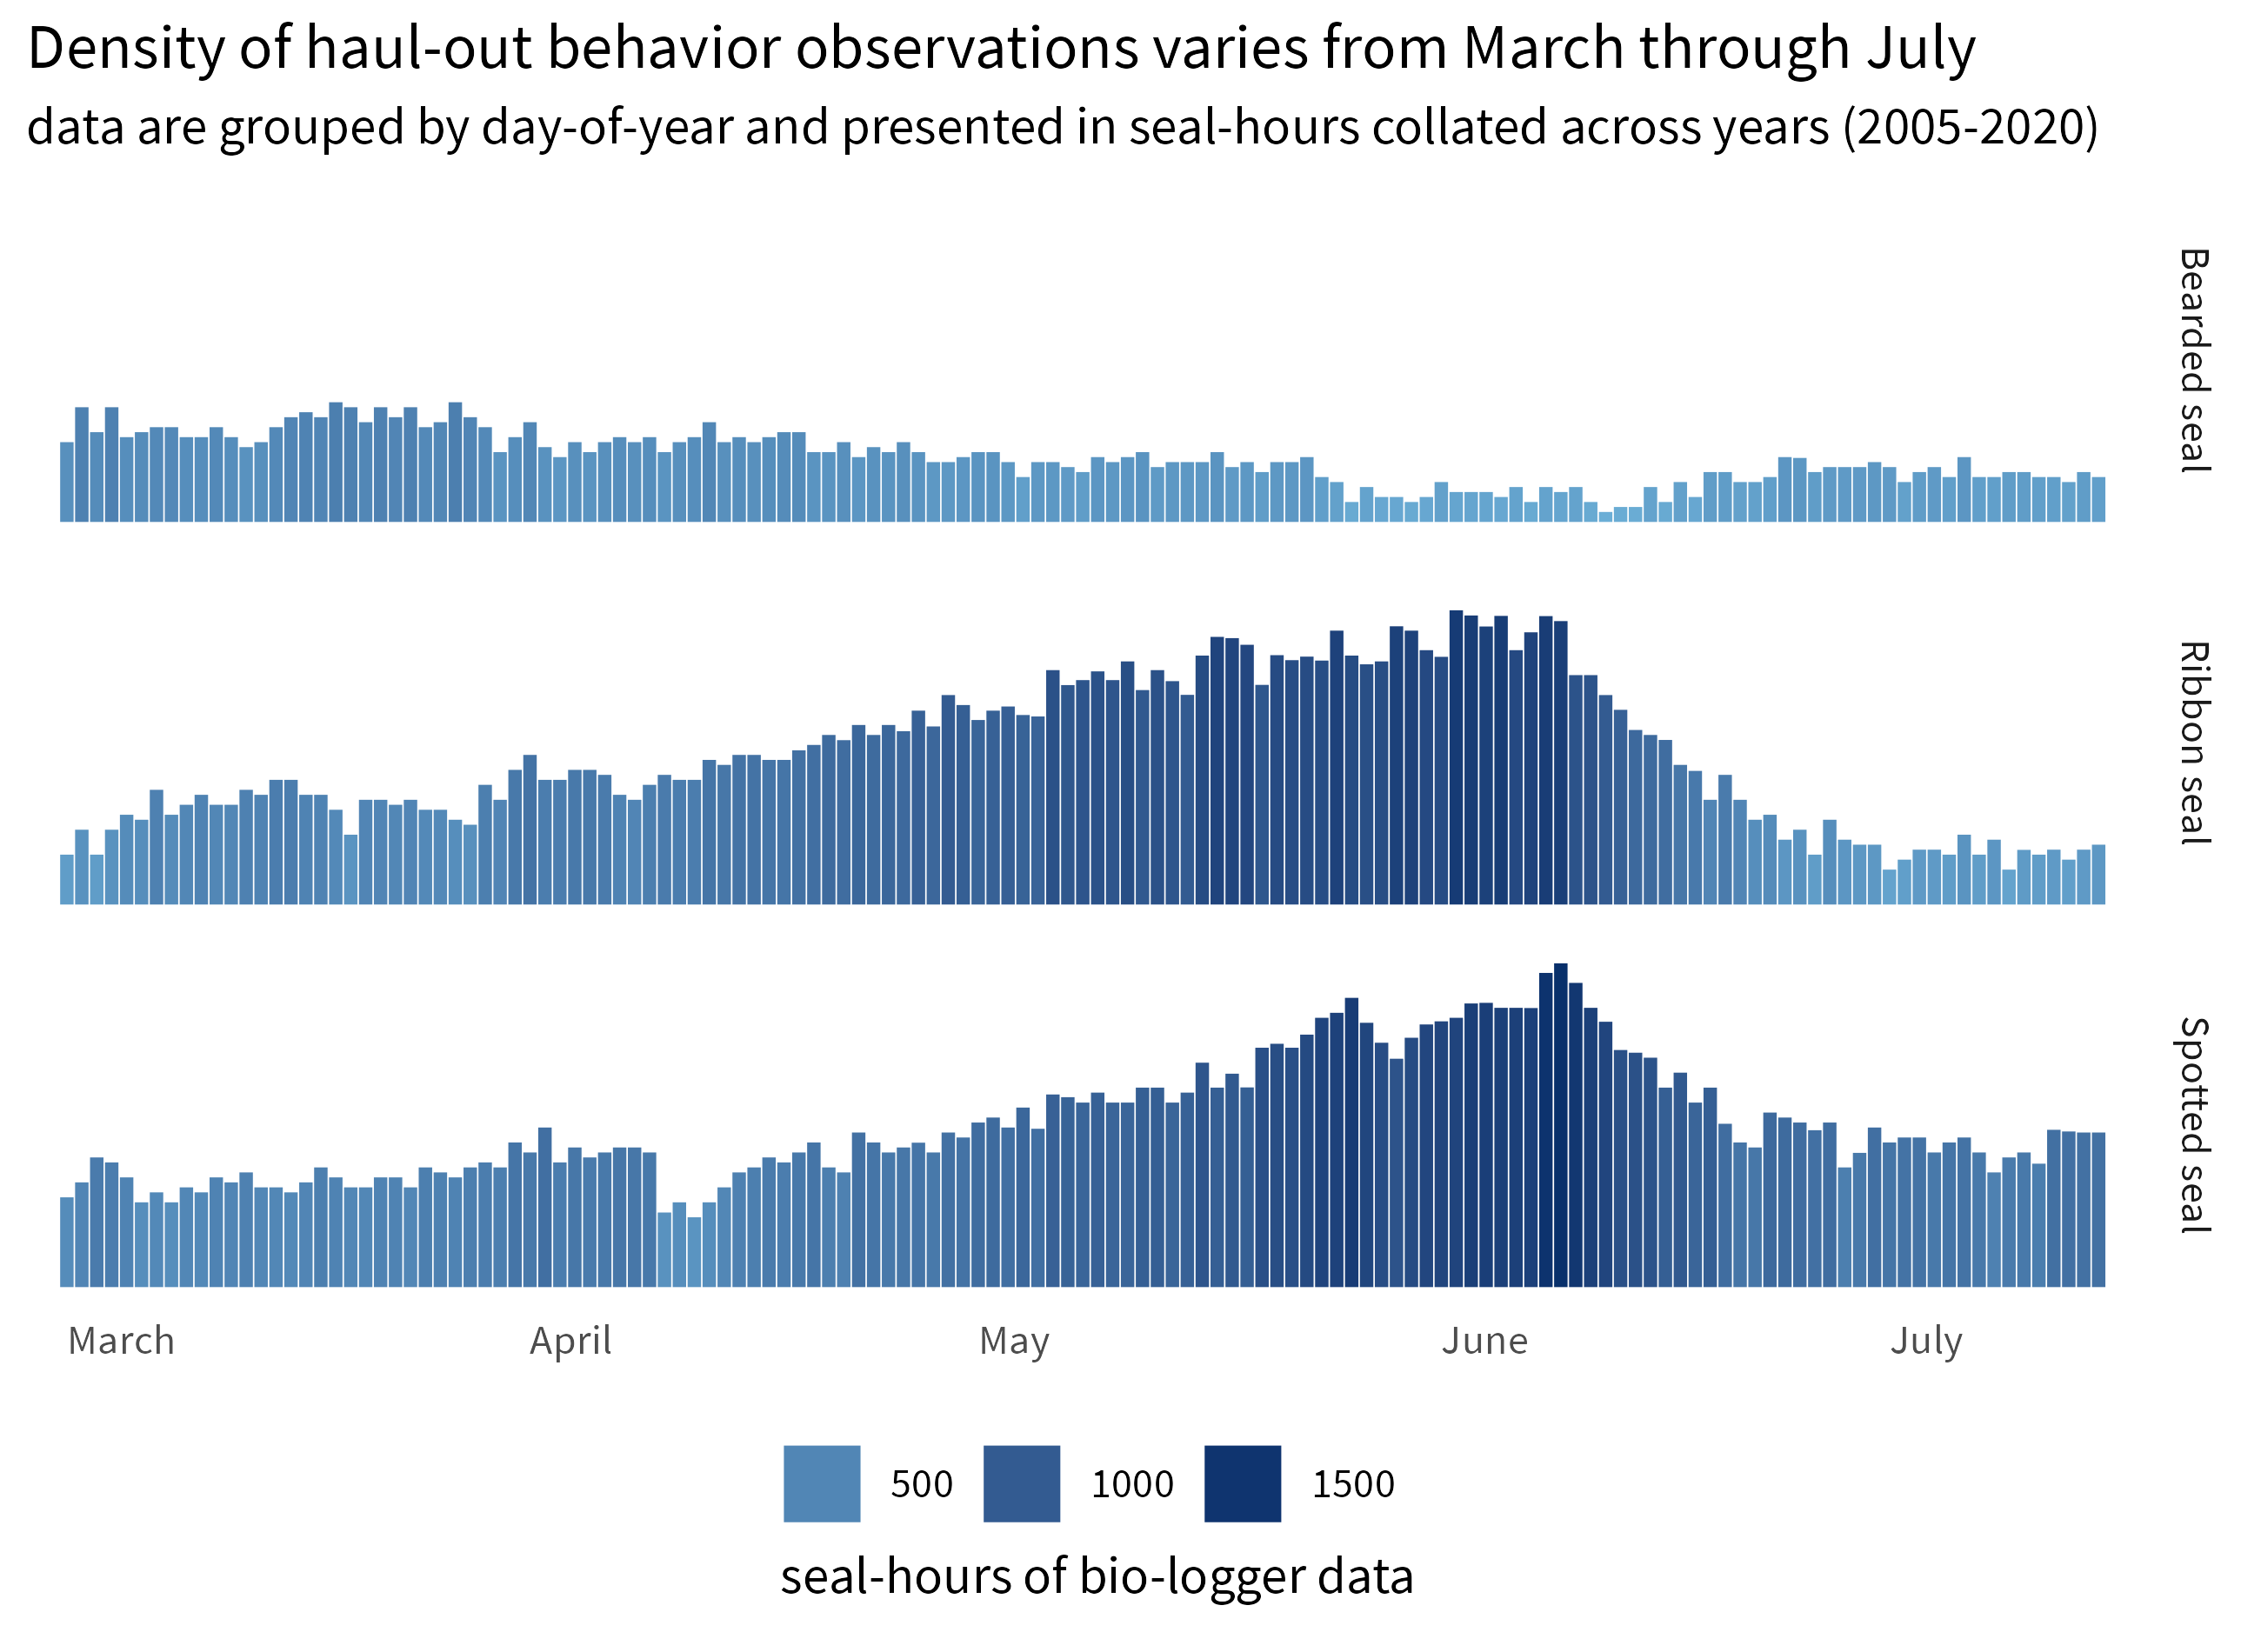 Density of haul-out behavior observations varies from March through July
data are grouped by day-of-year and presented in seal-hours collated across years (2005-2020)
Bearded seal
Ribbon seal
Spotted seal
March April May June July
500 1000 1500
seal-hours of bio-logger data